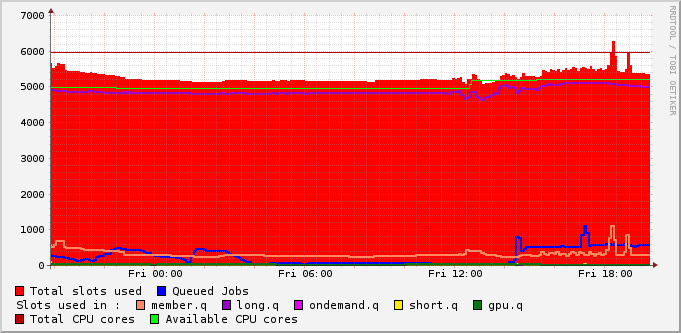 7000
6000
5000
4000
3000
2000
1000
0
Fri 00:00 Fri 06:00 Fri 12:00 Fri 18:00
RRDTOOL / TOBI OETIKER
Total slots used Queued Jobs
Slots used in : member.q long.q ondemand.q short.q gpu.q
Total CPU cores Available CPU cores